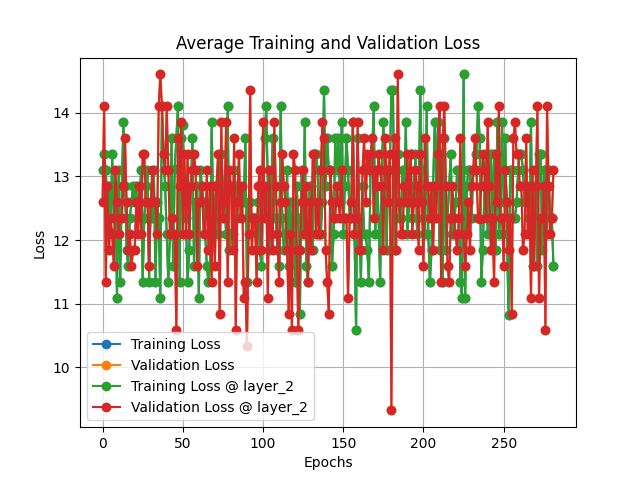 Average Training and Validation Loss
Loss
14
13
12
11
10
Training Loss
Validation Loss
Training Loss @ layer_2
Validation Loss @ layer_2
0 50 100 150 200 250
Epochs